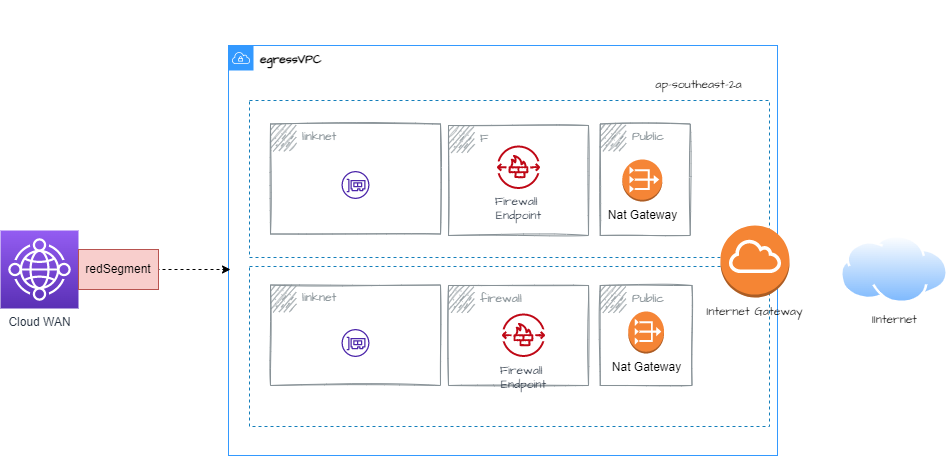 egressVPC
ap-southeast-2a
linknet
F
Public
Firewall
Endpoint
Nat Gateway
redSegment
Cloud WAN
Internet Gateway
IInternet
linknet
firewall
Public
Firewall
Endpoint
Nat Gateway